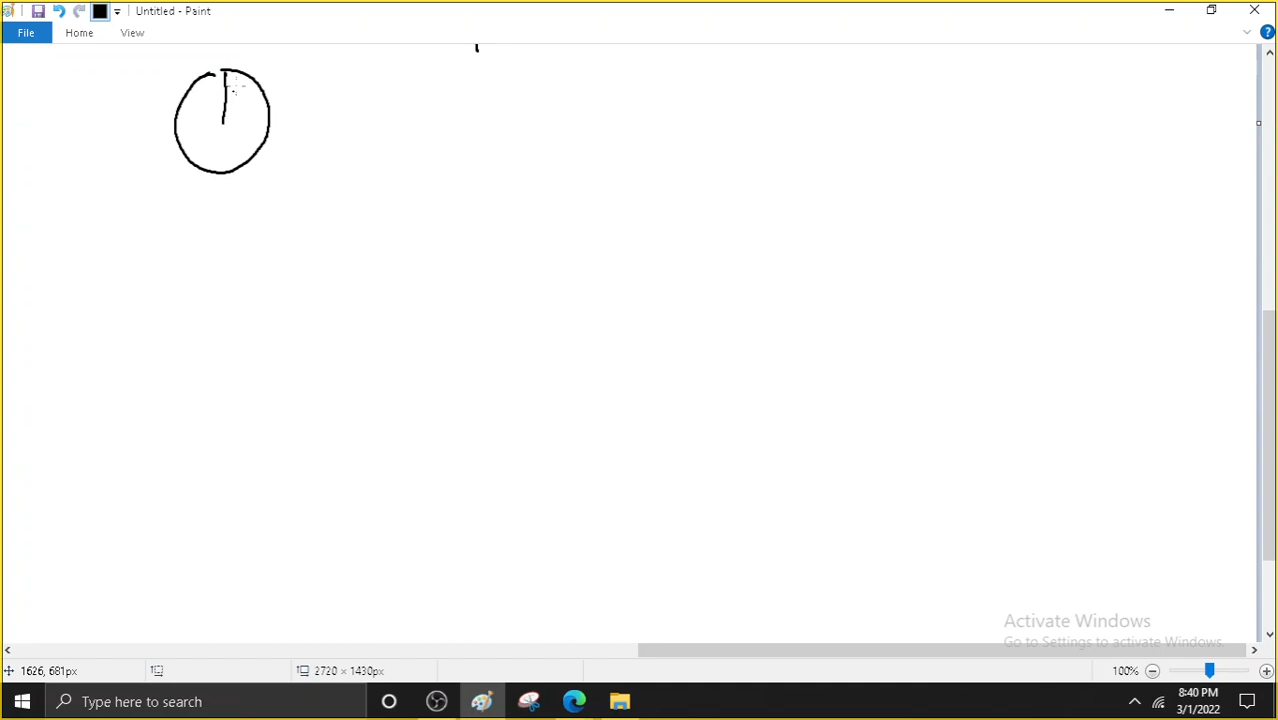 Untitled - Paint
File Home View
Activate Windows
Go to Settings to activate Windows.
1626, 681px 2720 × 1430px 100%
Type here to search
8:40 PM
3/1/2022